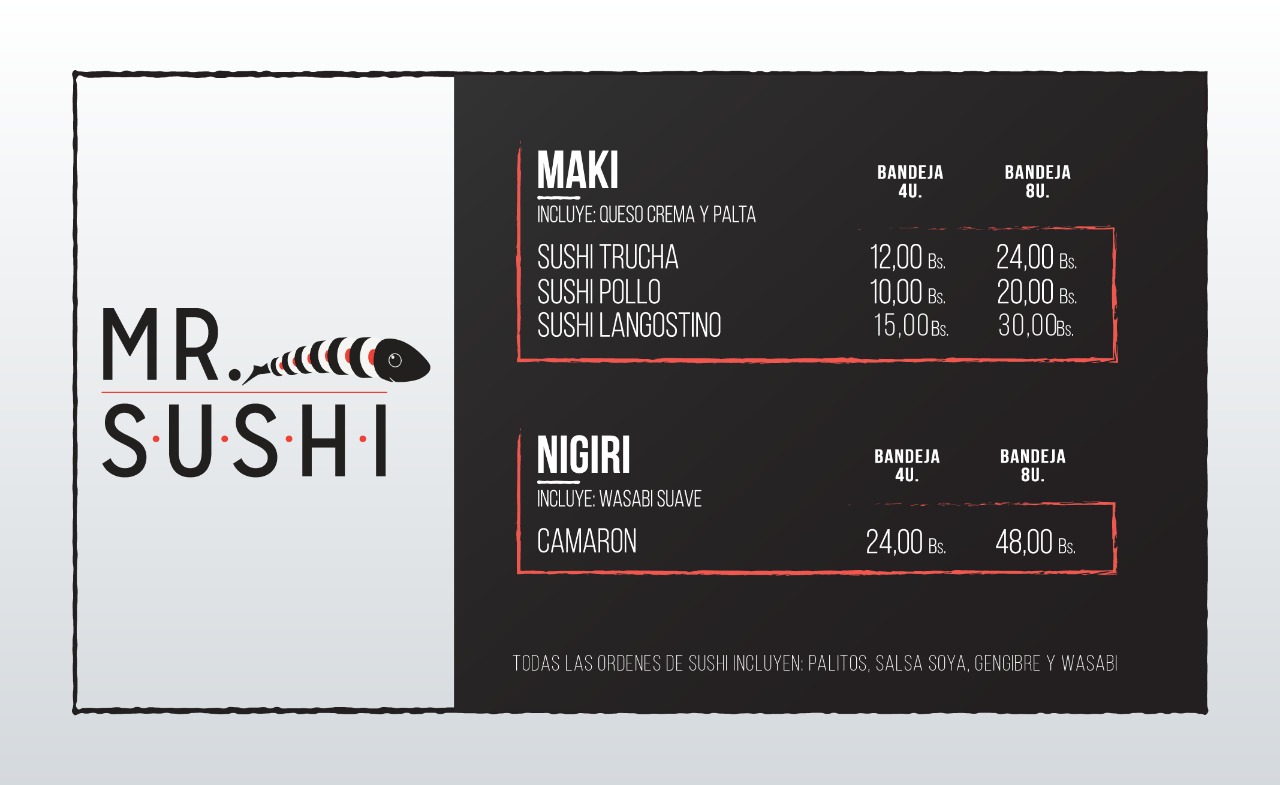 MR.
S·U·S·H·I
MAKI
BANDEJA 4U.
BANDEJA 8U.
INCLUYE: QUESO CREMA Y PALTA
SUSHI TRUCHA 12,00 Bs. 24,00 Bs.
SUSHI POLLO 10,00 Bs. 20,00 Bs.
SUSHI LANGOSTINO 15,00Bs. 30,00Bs.
NIGIRI
BANDEJA 4U.
BANDEJA 8U.
INCLUYE: WASABI SUAVE
CAMARON 24,00 Bs. 48,00 Bs.
TODAS LAS ORDENES DE SUSHI INCLUYEN: PALITOS, SALSA SOYA, GENGIBRE Y WASABI